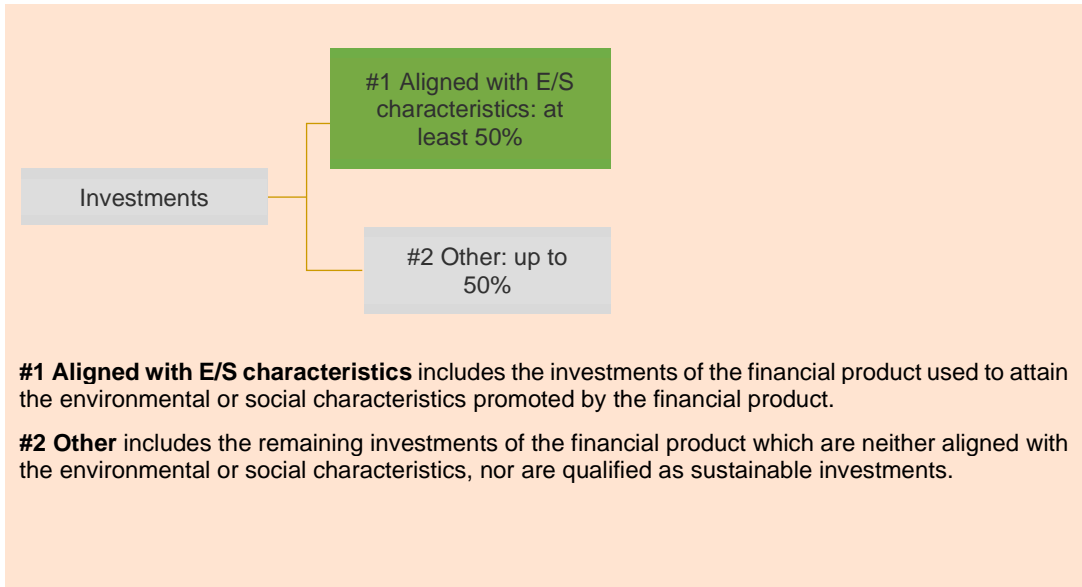 #1 Aligned with E/S
characteristics: at
least 50%
Investments
#2 Other: up to
50%
#1 Aligned with E/S characteristics includes the investments of the financial product used to attain
the environmental or social characteristics promoted by the financial product.
#2 Other includes the remaining investments of the financial product which are neither aligned with
the environmental or social characteristics, nor are qualified as sustainable investments.